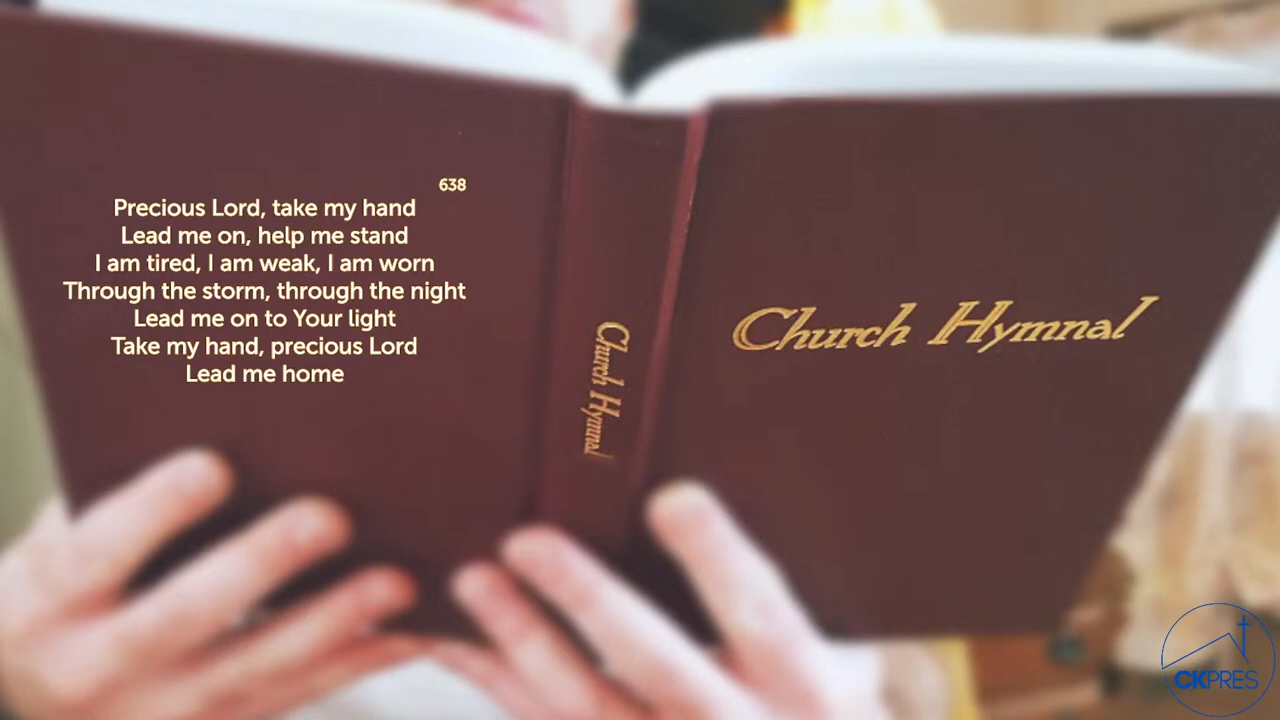 638
Precious Lord, take my hand
Lead me on, help me stand
I am tired, I am weak, I am worn
Through the storm, through the night
Lead me on to Your light
Take my hand, precious Lord
Lead me home
Church Hymnal
Church Hymnal
CKPRES